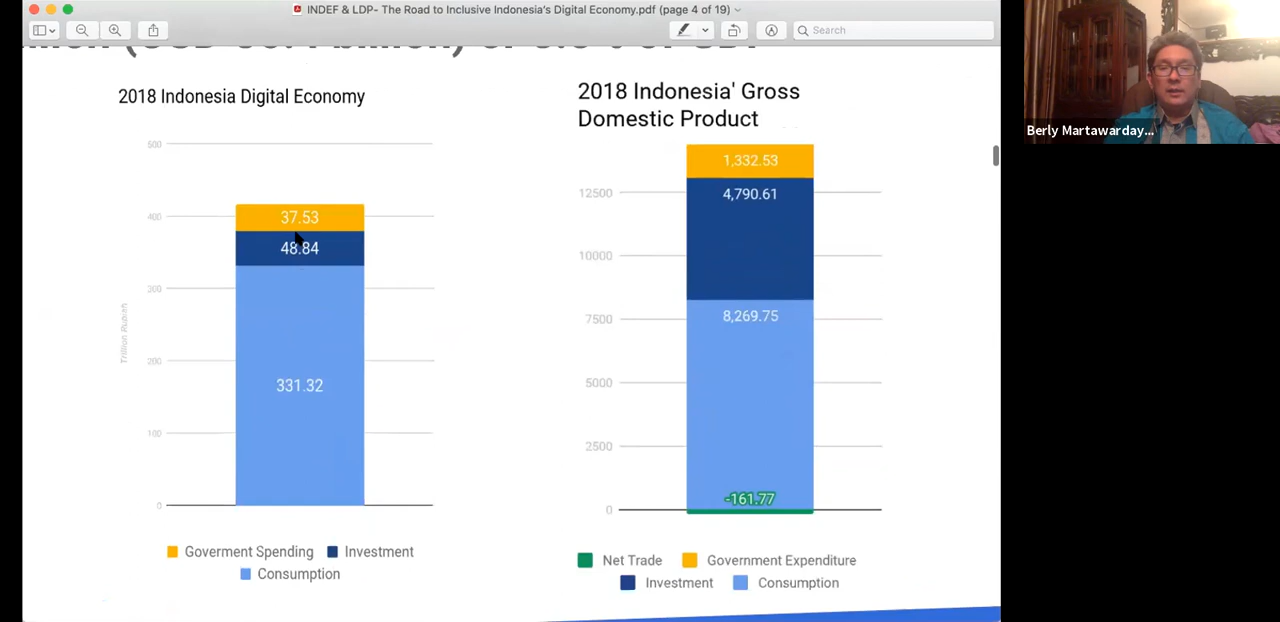 INDEF & LDP- The Road to Inclusive Indonesia's Digital Economy.pdf (page 4 of 19)
Search
2018 Indonesia Digital Economy
500
400
300
200
100
0
Trillion Rupiah
37.53
48.84
331.32
Goverment Spending
Investment
Consumption
2018 Indonesia' Gross
Domestic Product
12500
10000
7500
5000
2500
0
1,332.53
4,790.61
8,269.75
-161.77
Net Trade
Government Expenditure
Investment
Consumption
Berly Martawarday...